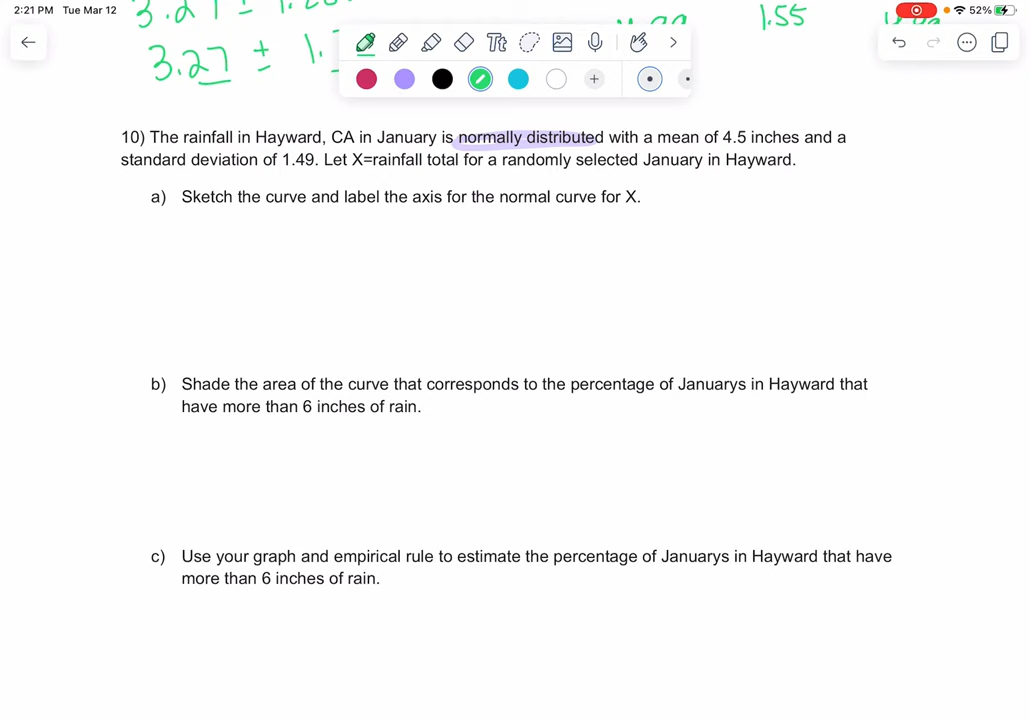 2:21 PM Tue Mar 12
52%
1.55
3.27 ±
Tt
10) The rainfall in Hayward, CA in January is normally distributed with a mean of 4.5 inches and a
standard deviation of 1.49. Let X=rainfall total for a randomly selected January in Hayward.
a) Sketch the curve and label the axis for the normal curve for X.
b) Shade the area of the curve that corresponds to the percentage of Januarys in Hayward that
have more than 6 inches of rain.
c) Use your graph and empirical rule to estimate the percentage of Januarys in Hayward that have
more than 6 inches of rain.